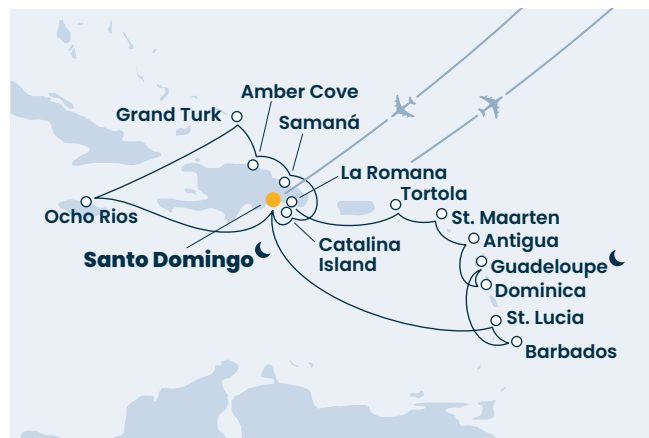 Amber Cove
Grand Turk
Samaná
La Romana
Tortola
Ocho Rios
St. Maarten
Antigua
Catalina
Island
Santo Domingo
Guadeloupe
Dominica
St. Lucia
Barbados